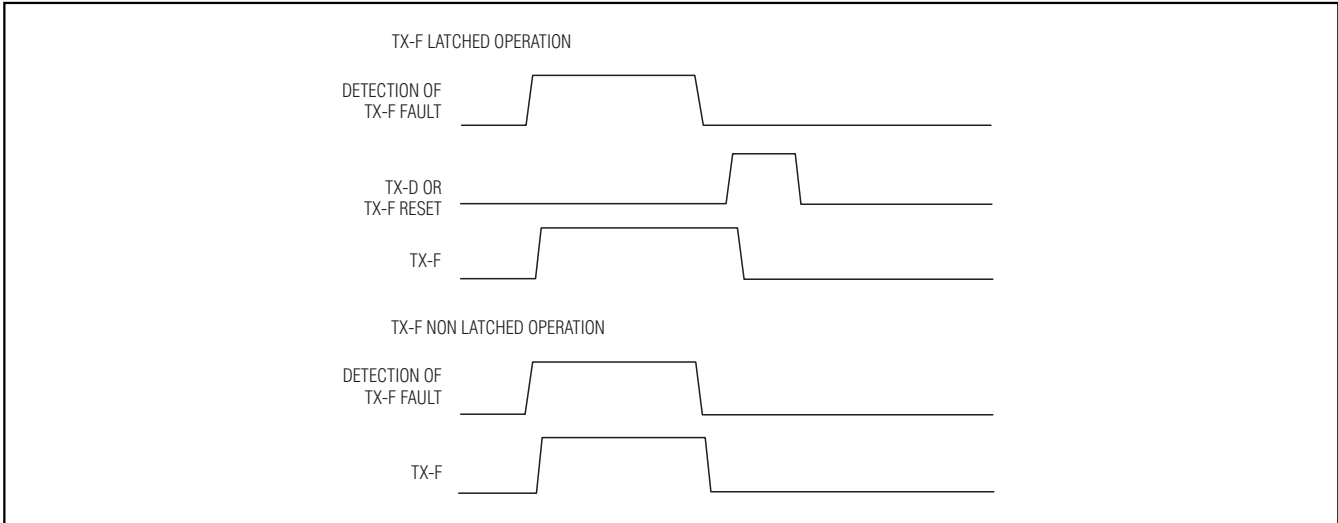 TX-F LATCHED OPERATION
DETECTION OF
TX-F FAULT
TX-D OR
TX-F RESET
TX-F
TX-F NON LATCHED OPERATION
DETECTION OF
TX-F FAULT
TX-F